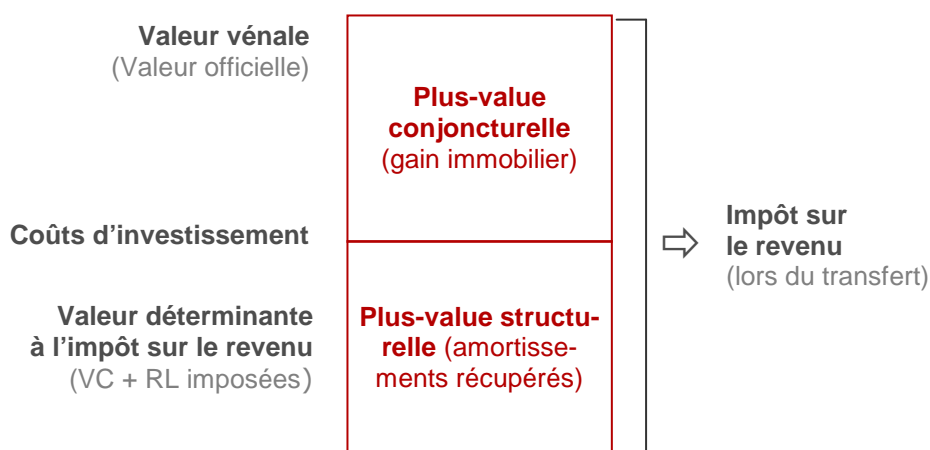 Valeur vénale
(Valeur officielle)
Plus-value
conjoncturelle
(gain immobilier)
Coûts d’investissement
Impôt sur
le revenu
(lors du transfert)
Valeur déterminante
à l’impôt sur le revenu
(VC + RL imposées)
Plus-value structu-
relle (amortisse-
ments récupérés)